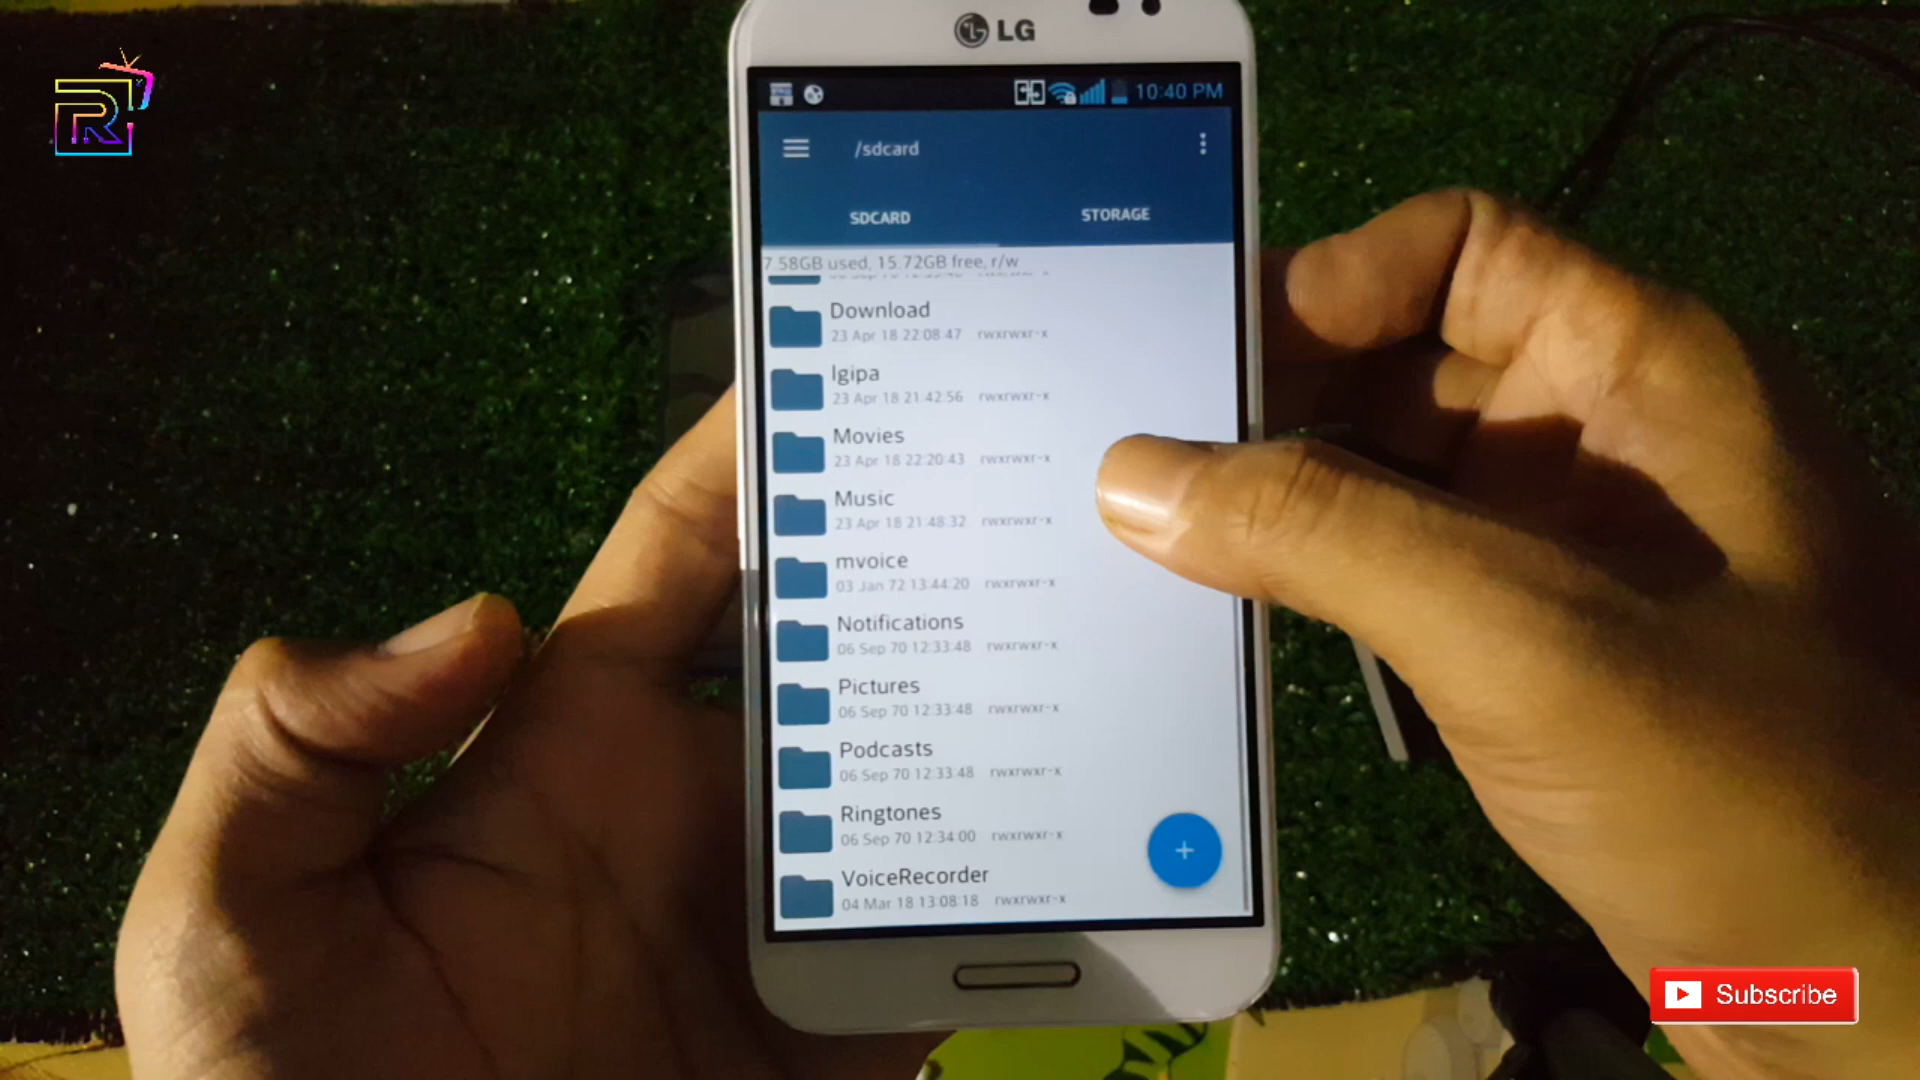 R
LG
10:40 PM
/sdcard
SDCARD
STORAGE
7.58GB used, 15.72GB free, r/w
Download
23 Apr 18 22:08:47 rwxrwxr-x
lgipa
23 Apr 18 21:42:56 rwxrwxr-x
Movies
23 Apr 18 22:20:43 rwxrwxr-x
Music
23 Apr 18 21:48:32 rwxrwxr-x
mvoice
03 Jan 72 13:44:20 rwxrwxr-x
Notifications
06 Sep 70 12:33:48 rwxrwxr-x
Pictures
06 Sep 70 12:33:48 rwxrwxr-x
Podcasts
06 Sep 70 12:33:48 rwxrwxr-x
Ringtones
06 Sep 70 12:34:00 rwxrwxr-x
VoiceRecorder
04 Mar 18 13:08:18 rwxrwxr-x
Subscribe